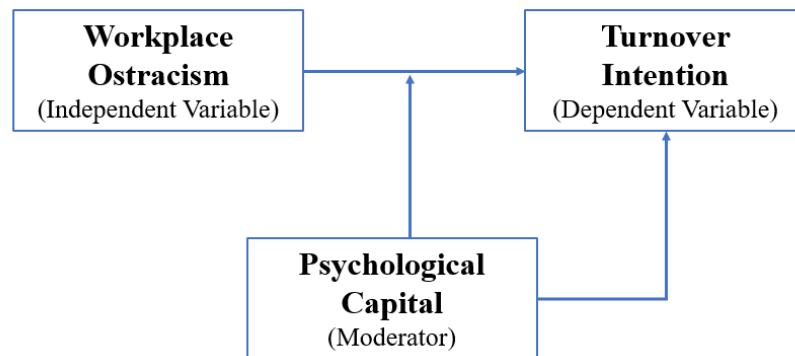 Workplace
Ostracism
(Independent Variable)
Turnover
Intention
(Dependent Variable)
Psychological
Capital
(Moderator)